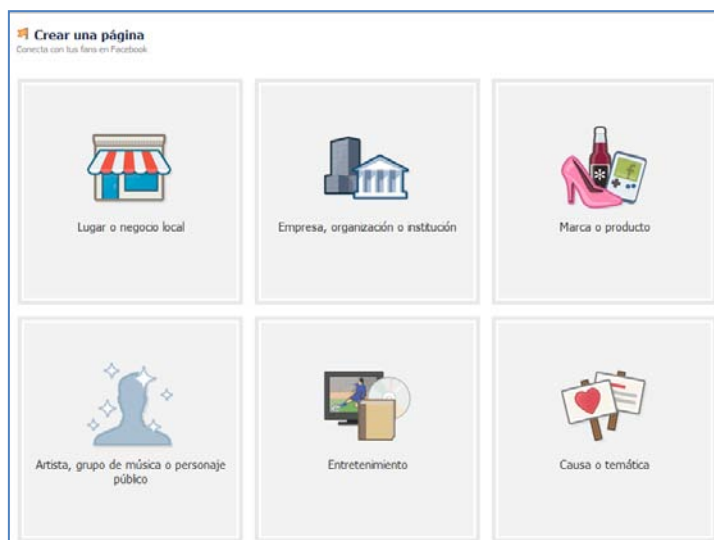 Crear una página
Conecta con tus fans en Facebook
Lugar o negocio local
Empresa, organización o institución
Marca o producto
Artista, grupo de música o personaje
público
Entretenimiento
Causa o temática